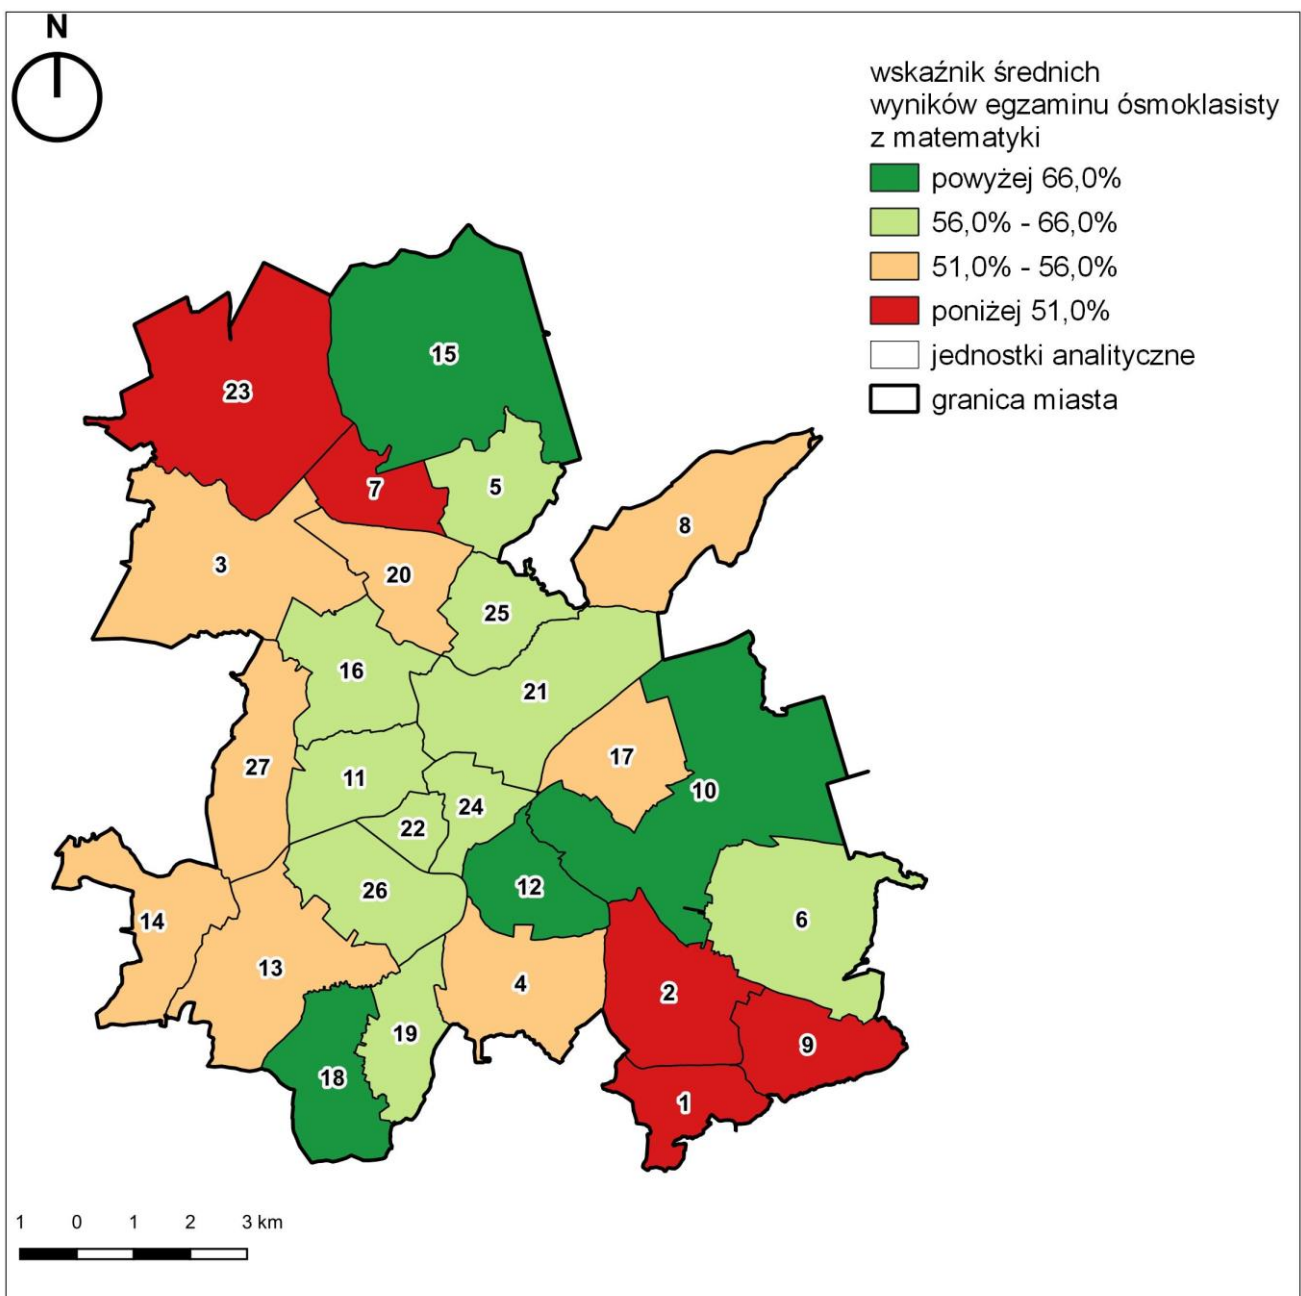 N
wskaźnik średnich
wyników egzaminu ósmoklasisty
z matematyki
powyżej 66,0%
56,0% - 66,0%
51,0% - 56,0%
poniżej 51,0%
jednostki analityczne
granica miasta
15
23
7
5
8
3
20
25
16
21
17
27
11
10
24
22
12
26
6
14
13
4
2
19
9
18
1
1 0 1 2 3 km